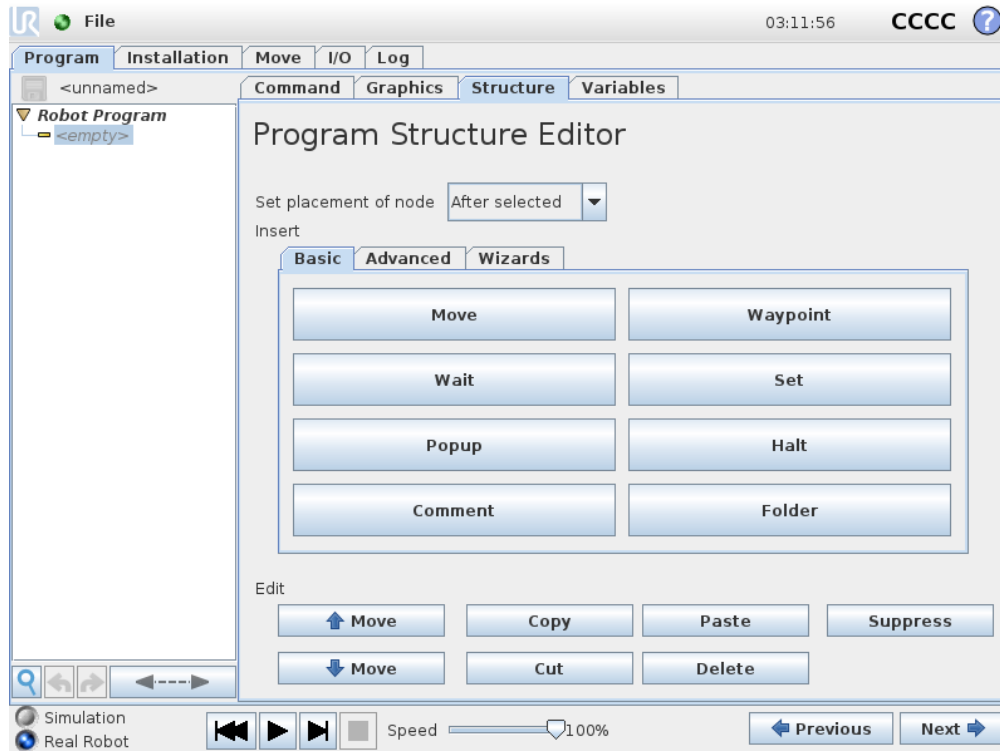 UR File 03:11:56 CCCC ?
Program Installation Move I/O Log
<unnamed> Command Graphics Structure Variables
Robot Program
<empty>
Program Structure Editor
Set placement of node After selected
Insert
Basic Advanced Wizards
Move Waypoint
Wait Set
Popup Halt
Comment Folder
Edit
Move Copy Paste Suppress
Move Cut Delete
Simulation
Real Robot
Speed 100% Previous Next